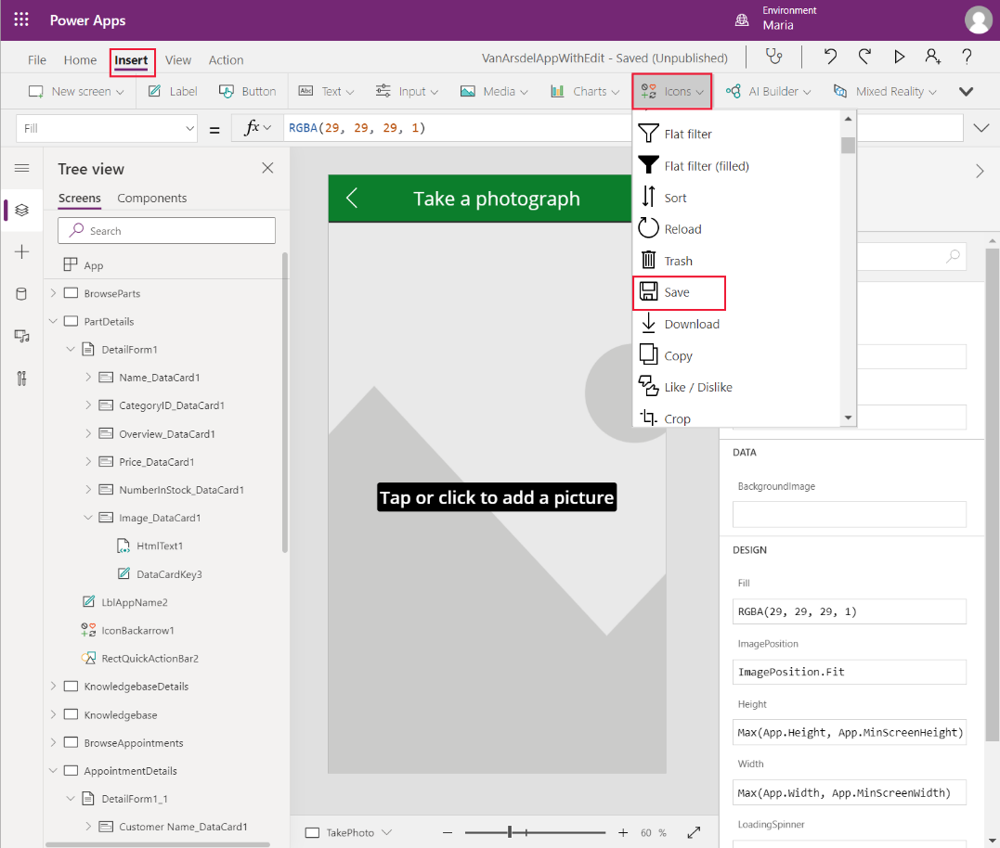 Power Apps
Environment
Maria
File Home Insert View Action
VanArsdelAppWithEdit - Saved (Unpublished)
New screen Label Button Text Input Media Charts Icons AI Builder Mixed Reality
Abc
Fill = fx RGBA(29, 29, 29, 1)
Tree view
Screens Components
Search
App
BrowseParts
PartDetails
DetailForm1
Name_DataCard1
CategoryID_DataCard1
Overview_DataCard1
Price_DataCard1
NumberInStock_DataCard1
Image_DataCard1
HtmlText1
DataCardKey3
LblAppName2
IconBackarrow1
RectQuickActionBar2
KnowledgebaseDetails
Knowledgebase
BrowseAppointments
AppointmentDetails
DetailForm1_1
Customer Name_DataCard1
Take a photograph
Tap or click to add a picture
TakePhoto
60 %
Flat filter
Flat filter (filled)
Sort
Reload
Trash
Save
Download
Copy
Like / Dislike
Crop
DATA
BackgroundImage
DESIGN
Fill
RGBA(29, 29, 29, 1)
ImagePosition
ImagePosition.Fit
Height
Max(App.Height, App.MinScreenHeight)
Width
Max(App.Width, App.MinScreenWidth)
LoadingSpinner